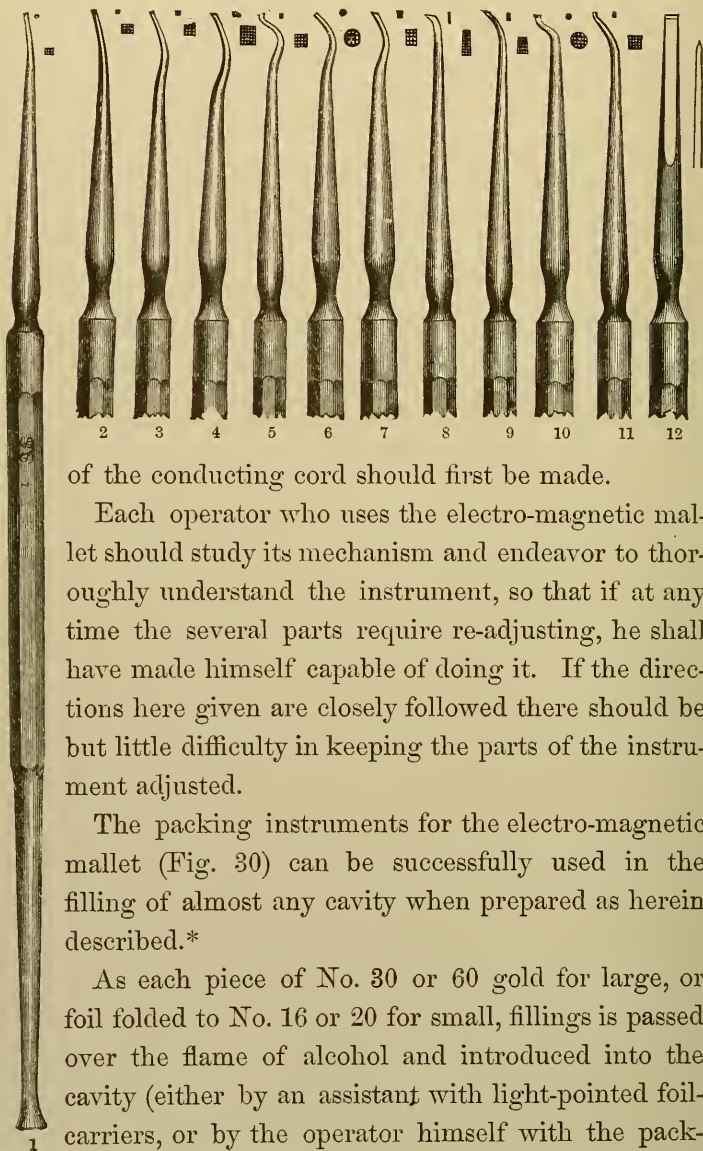 2 3 4 5 6 7 8 9 10 11 12
of the conducting cord should first be made.
Each operator who uses the electro-magnetic mal-
let should study its mechanism and endeavor to thor-
oughly understand the instrument, so that if at any
time the several parts require re-adjusting, he shall
have made himself capable of doing it. If the direc-
tions here given are closely followed there should be
but little difficulty in keeping the parts of the instru-
ment adjusted.
The packing instruments for the electro-magnetic
mallet (Fig. 30) can be successfully used in the
filling of almost any cavity when prepared as herein
described.*
As each piece of No. 30 or 60 gold for large, or
foil folded to No. 16 or 20 for small, fillings is passed
over the flame of alcohol and introduced into the
cavity (either by an assistant with light-pointed foil-
carriers, or by the operator himself with the pack-
1